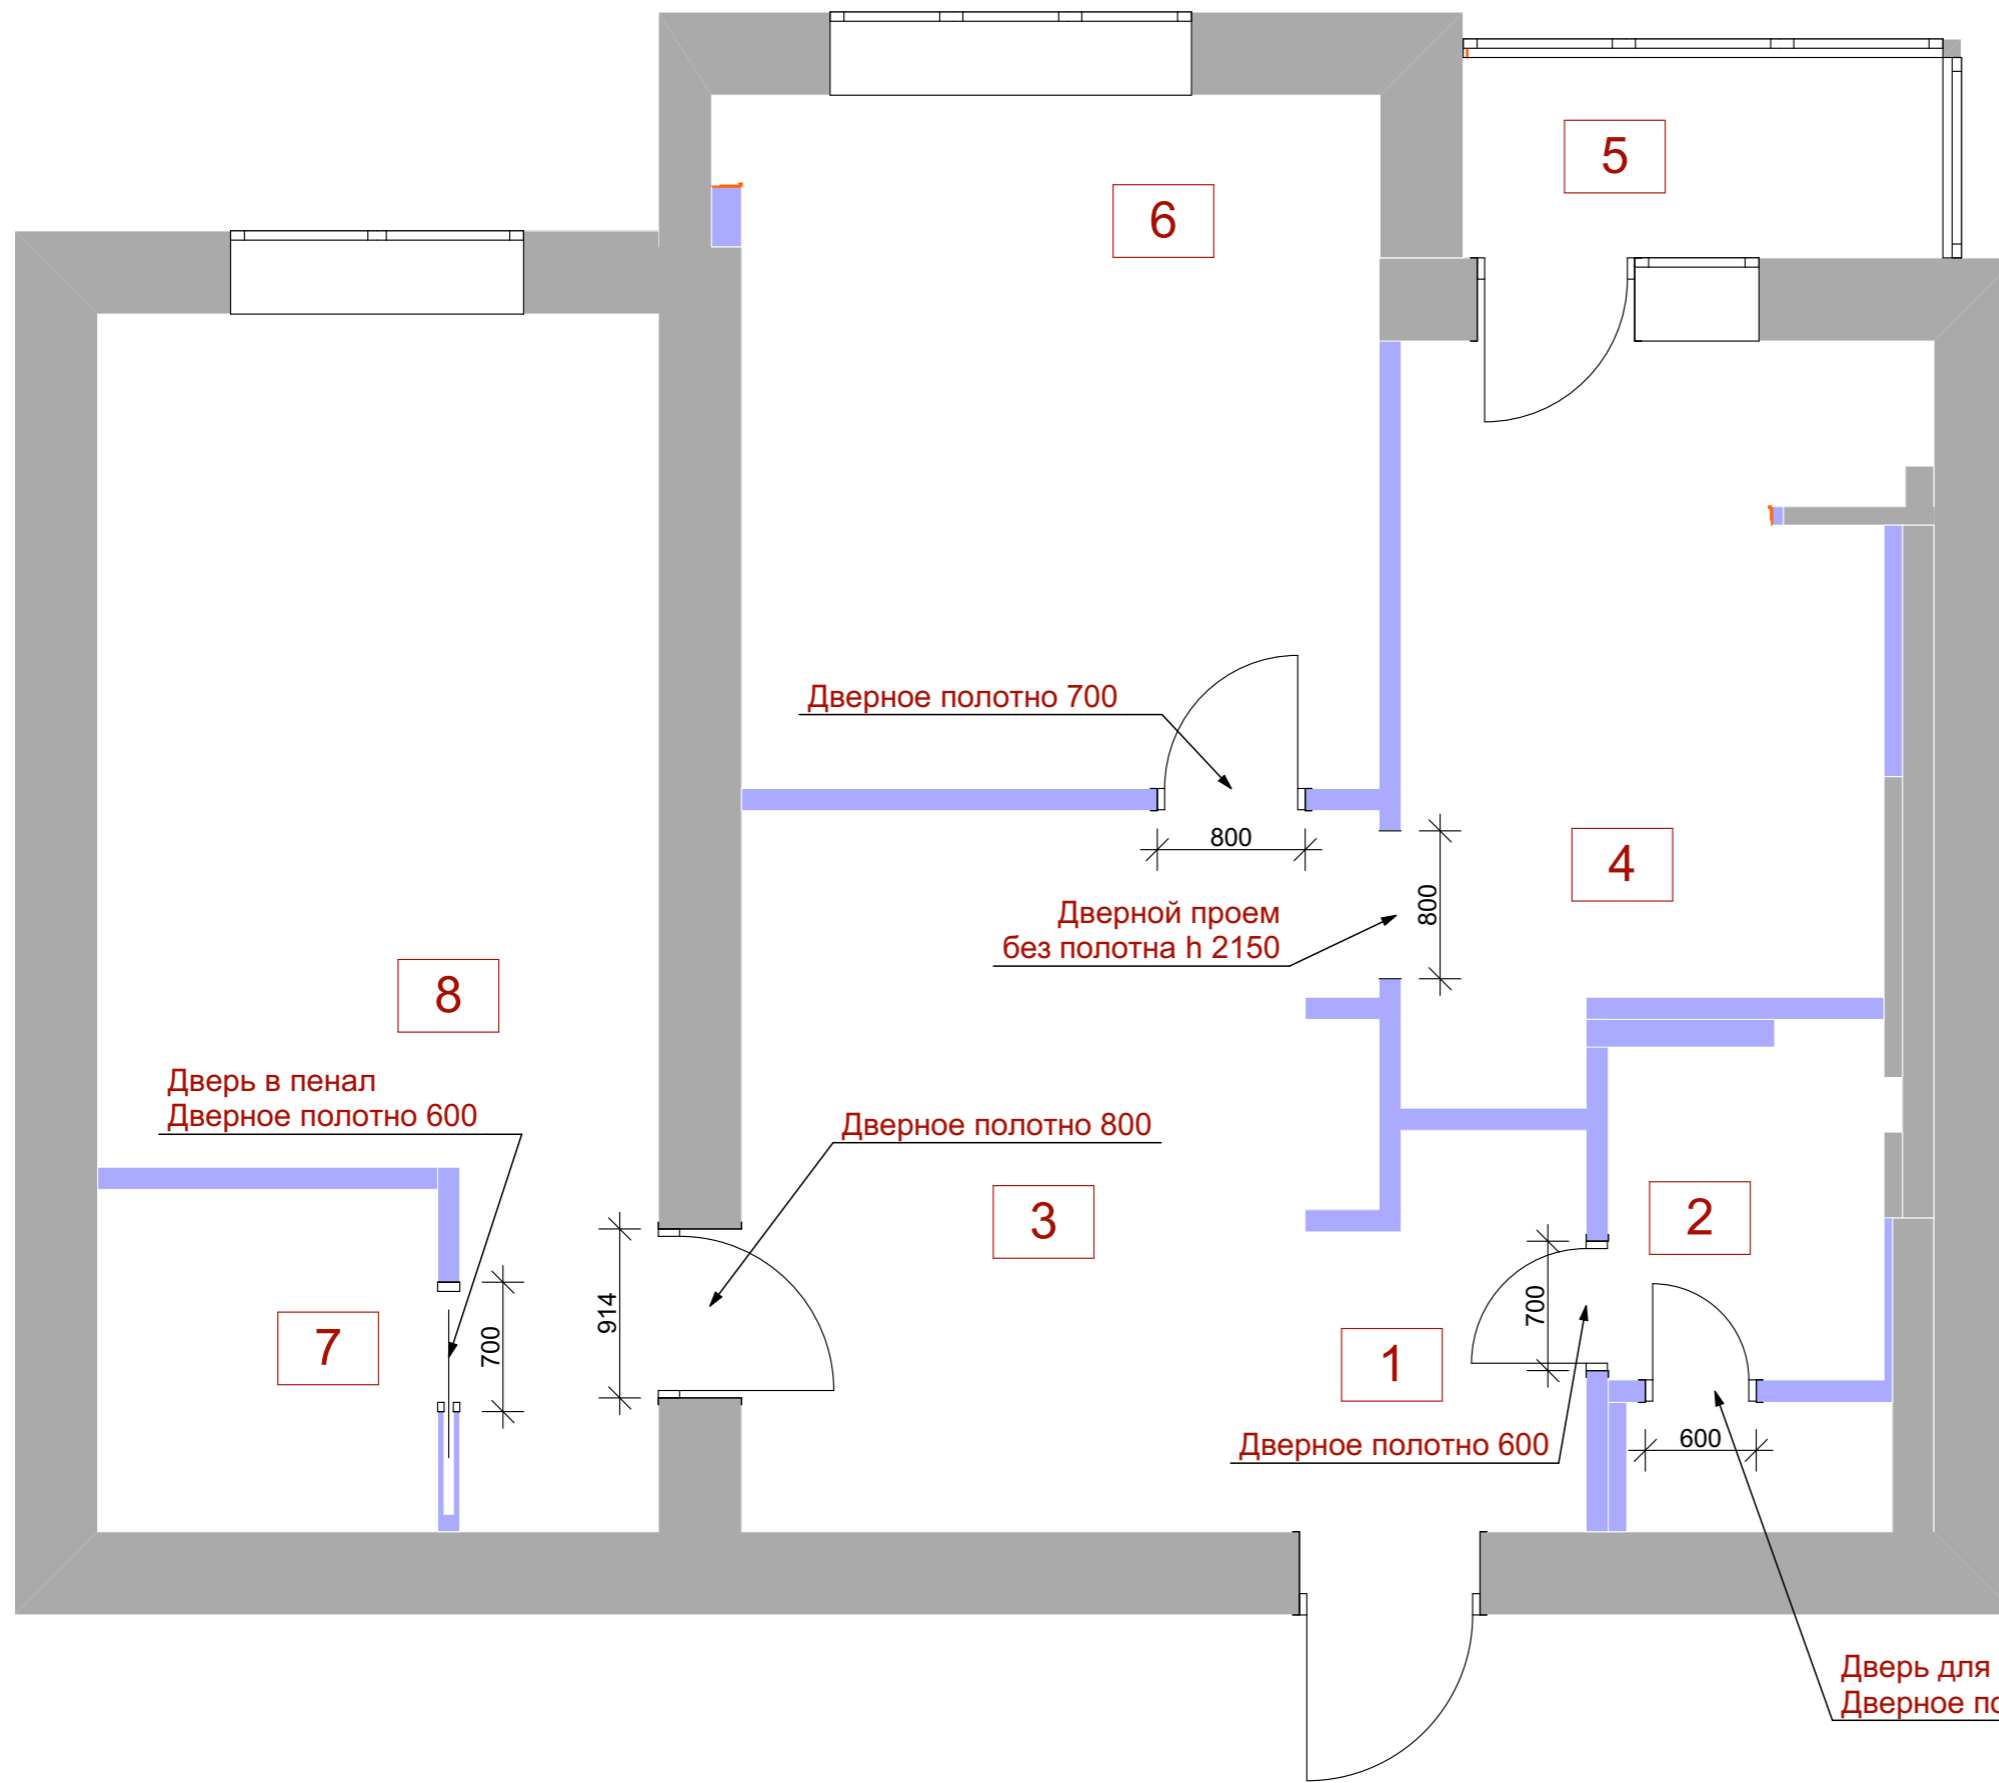 5
6
Дверное полотно 700
800
4
800
Дверной проем
без полотна h 2150
8
Дверь в пенал
Дверное полотно 600
Дверное полотно 800
3
2
914
700
7
700
1
Дверное полотно 600
600
Дверь для
Дверное